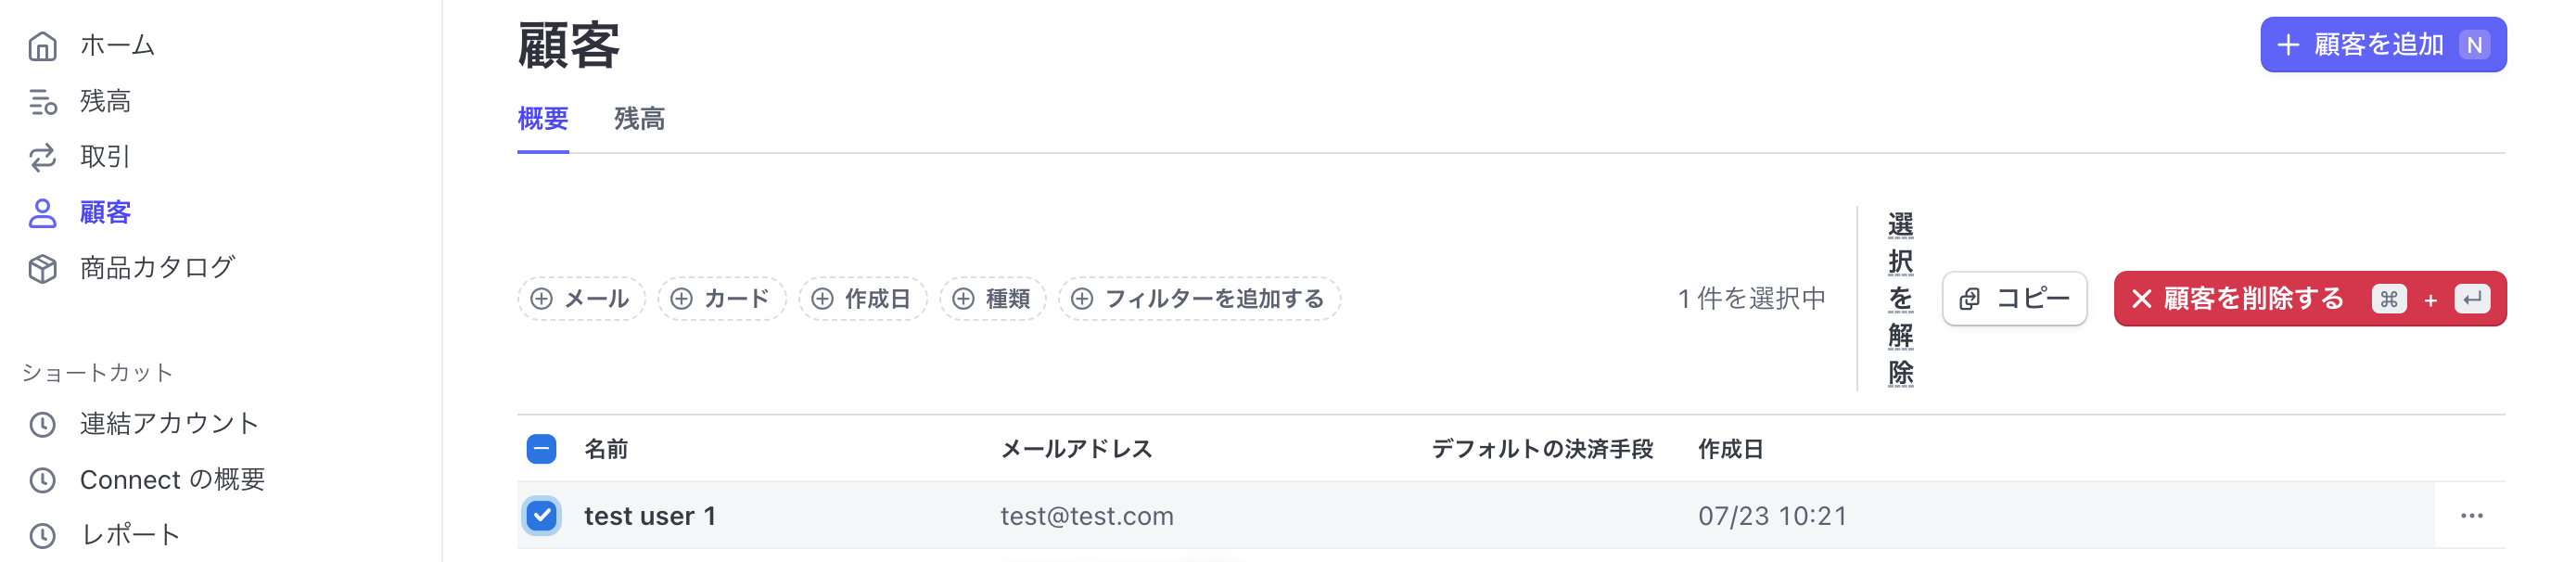 ホーム
残高
取引
顧客
商品カタログ
ショートカット
連結アカウント
Connect の概要
レポート
顧客
+ 顧客を追加 N
概要 残高
メール カード 作成日 種類 フィルターを追加する
1 件を選択中
選択を解除
コピー
顧客を削除する ⌘ + ↵
名前 メールアドレス デフォルトの決済手段 作成日
test user 1 test@test.com 07/23 10:21 ···